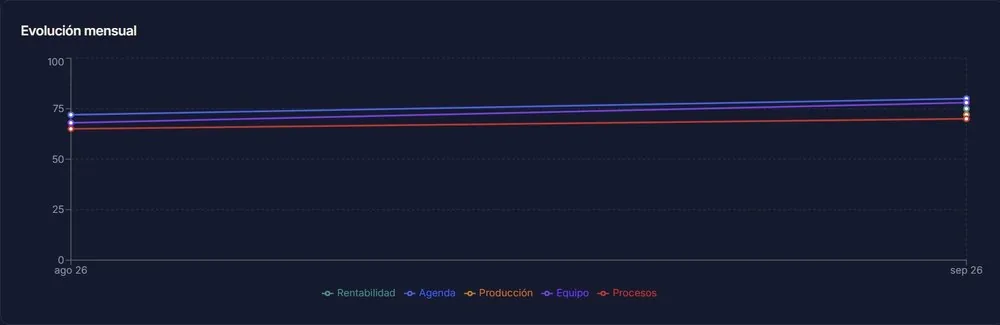 Evolución mensual
100
75
50
25
0
ago 26 sep 26
Rentabilidad Agenda Producción Equipo Procesos